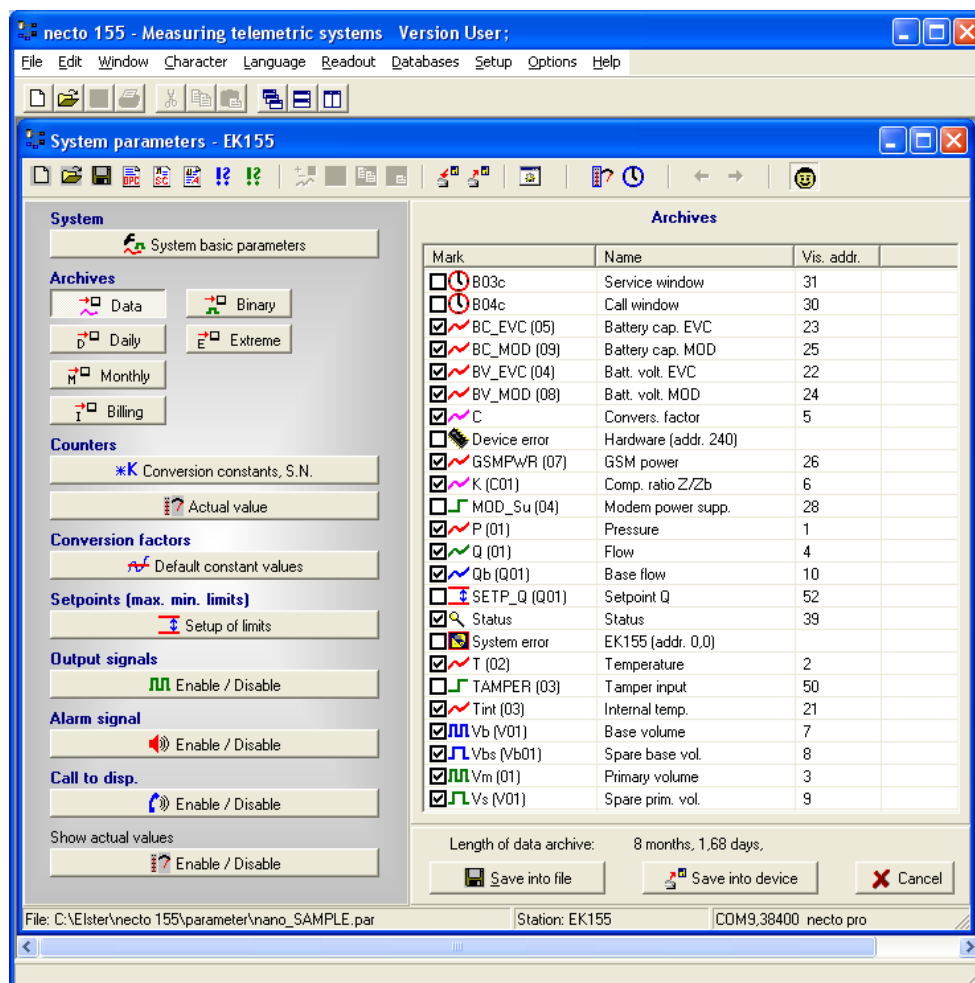 necto 155 - Measuring telemetric systems Version User;
File Edit Window Character Language Readout Databases Setup Options Help
System parameters - EK155
System
System basic parameters
Archives
Data
Binary
Daily
Extreme
Monthly
Billing
Counters
Conversion constants, S.N.
Actual value
Conversion factors
Default constant values
Setpoints (max. min. limits)
Setup of limits
Output signals
Enable / Disable
Alarm signal
Enable / Disable
Call to disp.
Enable / Disable
Show actual values
Enable / Disable
Archives
Mark Name Vis. addr.
B03c Service window 31
B04c Call window 30
BC_EVC (05) Battery cap. EVC 23
BC_MOD (09) Battery cap. MOD 25
BV_EVC (04) Batt. volt. EVC 22
BV_MOD (08) Batt. volt. MOD 24
C Convers. factor 5
Device error Hardware (addr. 240)
GSMPWR (07) GSM power 26
K (C01) Comp. ratio Z/Zb 6
MOD_Su (04) Modem power supp. 28
P (01) Pressure 1
Q (01) Flow 4
Qb (Q01) Base flow 10
SETP_Q (Q01) Setpoint Q 52
Status Status 39
System error EK155 (addr. 0,0)
T (02) Temperature 2
TAMPER (03) Tamper input 50
Tint (03) Internal temp. 21
Vb (V01) Base volume 7
Vbs (Vb01) Spare base vol. 8
Vm (01) Primary volume 3
Vs (V01) Spare prim. vol. 9
Length of data archive: 8 months, 1,68 days,
Save into file Save into device Cancel
File: C:\Elster\necto 155\parameter\nano_SAMPLE.par Station: EK155 COM9,38400 necto pro